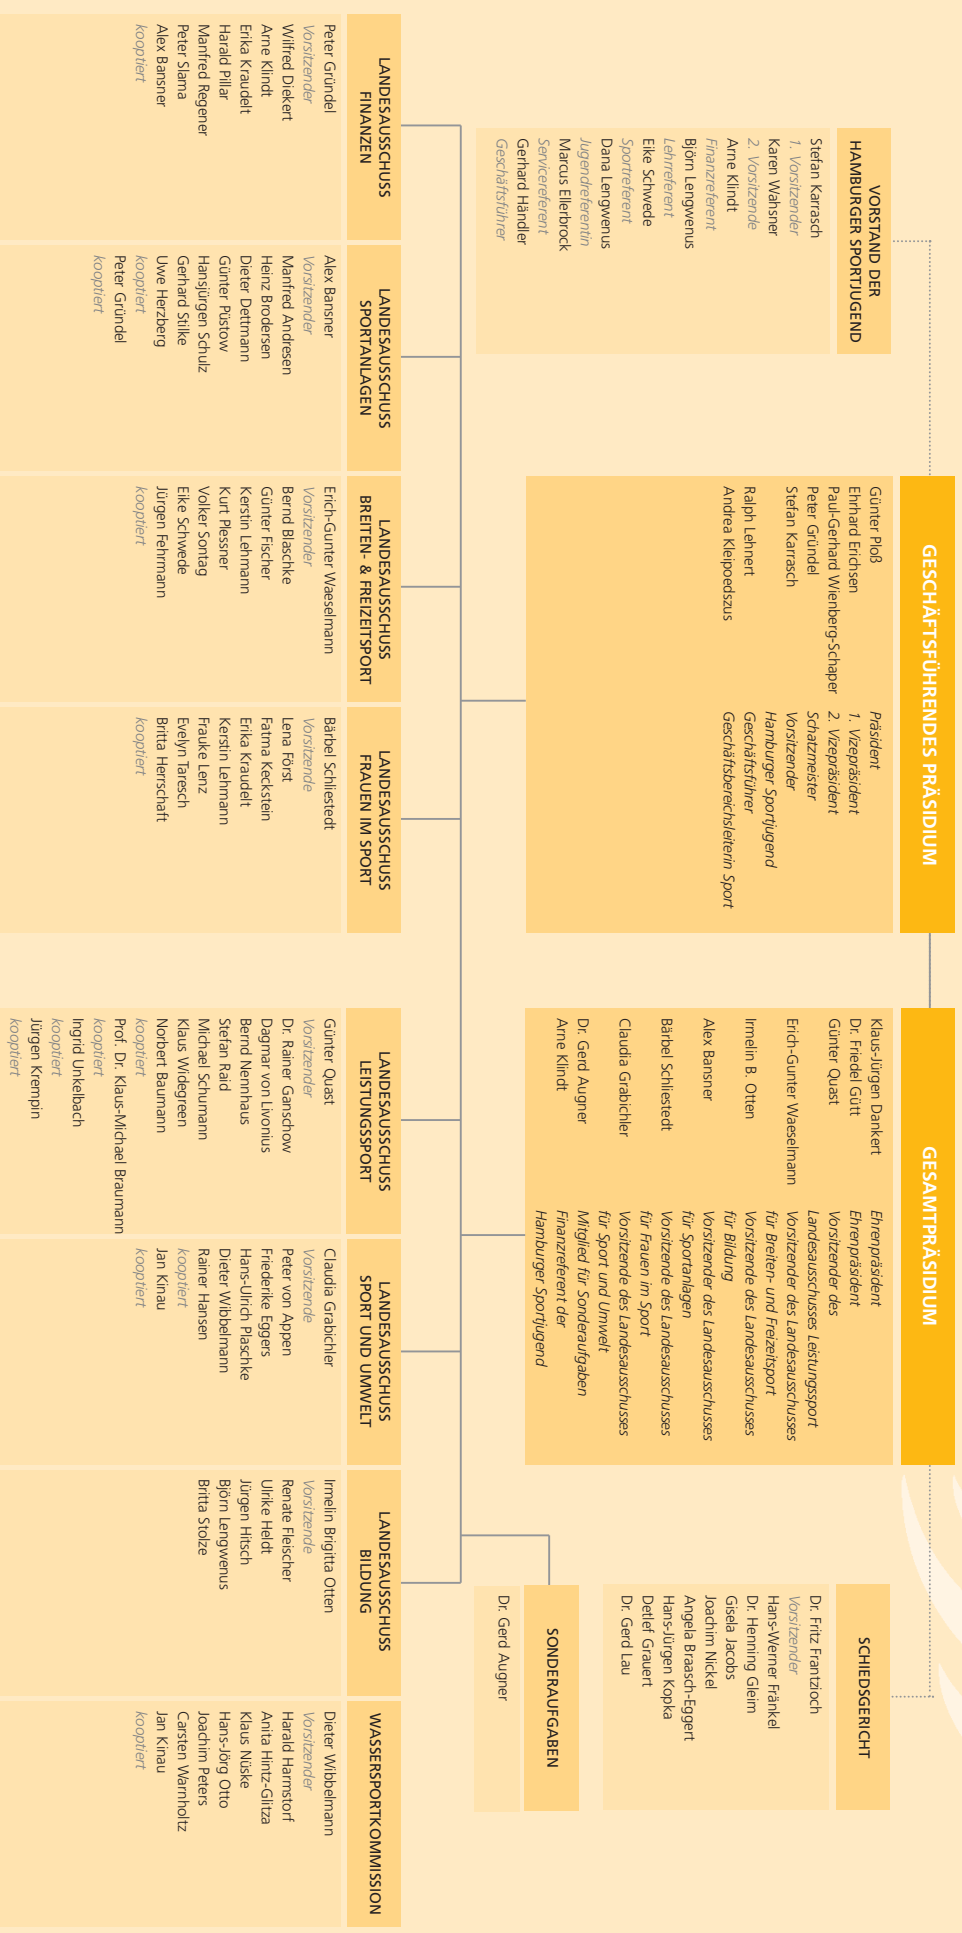 GESCHÄFTSFÜHRENDES PRÄSIDIUM
Günter Ploß Präsident
Ehrhard Erichsen 1. Vizepräsident
Paul-Gerhard Wienberg-Schaper 2. Vizepräsident
Peter Gründel Schatzmeister
Stefan Karrasch Vorsitzender
Hamburger Sportjugend
Ralph Lehnert Geschäftsführer
Andrea Kleipoedszus Geschäftsbereichsleiterin Sport
GESAMTPRÄSIDIUM
Klaus-Jürgen Dankert Ehrenpräsident
Dr. Friedel Gütt Ehrenpräsident
Günter Quast Vorsitzender des
Landesausschusses Leistungssport
Erich-Gunter Waeselmann Vorsitzender des Landesausschusses
für Breiten- und Freizeitsport
Irmelin B. Otten Vorsitzende des Landesausschusses
für Bildung
Alex Bansner Vorsitzender des Landesausschusses
für Sportanlagen
Bärbel Schliestedt Vorsitzende des Landesausschusses
für Frauen im Sport
Claudia Grabichler Vorsitzende des Landesausschusses
für Sport und Umwelt
Dr. Gerd Augner Mitglied für Sonderaufgaben
Arne Klindt Finanzreferent der
Hamburger Sportjugend
VORSTAND DER
HAMBURGER SPORTJUGEND
Stefan Karrasch
1. Vorsitzender
Karen Wahsner
2. Vorsitzende
Arne Klindt
Finanzreferent
Björn Lengwenus
Lehrreferent
Eike Schwede
Sportreferent
Dana Lengwenus
Jugendreferentin
Marcus Ellerbrock
Servicereferent
Gerhard Händler
Geschäftsführer
SCHIEDSGERICHT
Dr. Fritz Frantzioch
Vorsitzender
Hans-Werner Fränkel
Dr. Henning Gleim
Gisela Jacobs
Joachim Nickel
Angela Braasch-Eggert
Hans-Jürgen Kopka
Detlef Grauert
Dr. Gerd Lau
SONDERAUFGABEN
Dr. Gerd Augner
LANDESAUSSCHUSS
FINANZEN
Peter Gründel
Vorsitzender
Wilfred Diekert
Arne Klindt
Erika Kraudelt
Harald Pillar
Manfred Regener
Peter Slama
Alex Bansner
kooptiert
LANDESAUSSCHUSS
SPORTANLAGEN
Alex Bansner
Vorsitzender
Manfred Andresen
Heinz Brodersen
Dieter Dettmann
Günter Püstow
Hansjürgen Schulz
Gerhard Stilke
Uwe Herzberg
kooptiert
Peter Gründel
kooptiert
LANDESAUSSCHUSS
BREITEN- & FREIZEITSPORT
Erich-Gunter Waeselmann
Vorsitzender
Bernd Blaschke
Günter Fischer
Kerstin Lehmann
Kurt Plessner
Volker Sontag
Eike Schwede
Jürgen Fehrmann
kooptiert
LANDESAUSSCHUSS
FRAUEN IM SPORT
Bärbel Schliestedt
Vorsitzende
Lena Först
Fatma Keckstein
Erika Kraudelt
Kerstin Lehmann
Frauke Lenz
Evelyn Taresch
Britta Herrschaft
kooptiert
LANDESAUSSCHUSS
LEISTUNGSSPORT
Günter Quast
Vorsitzender
Dr. Rainer Ganschow
Dagmar von Livonius
Bernd Nennhaus
Stefan Raid
Michael Schumann
Klaus Widegreen
Norbert Baumann
kooptiert
Prof. Dr. Klaus-Michael Braumann
kooptiert
Ingrid Unkelbach
kooptiert
Jürgen Krempin
kooptiert
LANDESAUSSCHUSS
SPORT UND UMWELT
Claudia Grabichler
Vorsitzende
Peter von Appen
Friederike Eggers
Hans-Ulrich Plaschke
Dieter Wibbelmann
Rainer Hansen
kooptiert
Jan Kinau
kooptiert
LANDESAUSSCHUSS
BILDUNG
Irmelin Brigitta Otten
Vorsitzende
Renate Fleischer
Ulrike Heldt
Jürgen Hitsch
Björn Lengwenus
Britta Stolze
WASSERSPORTKOMMISSION
Dieter Wibbelmann
Vorsitzender
Harald Harmstorf
Anita Hintz-Glitza
Klaus Nüske
Hans-Jörg Otto
Joachim Peters
Carsten Warnholtz
Jan Kinau
kooptiert